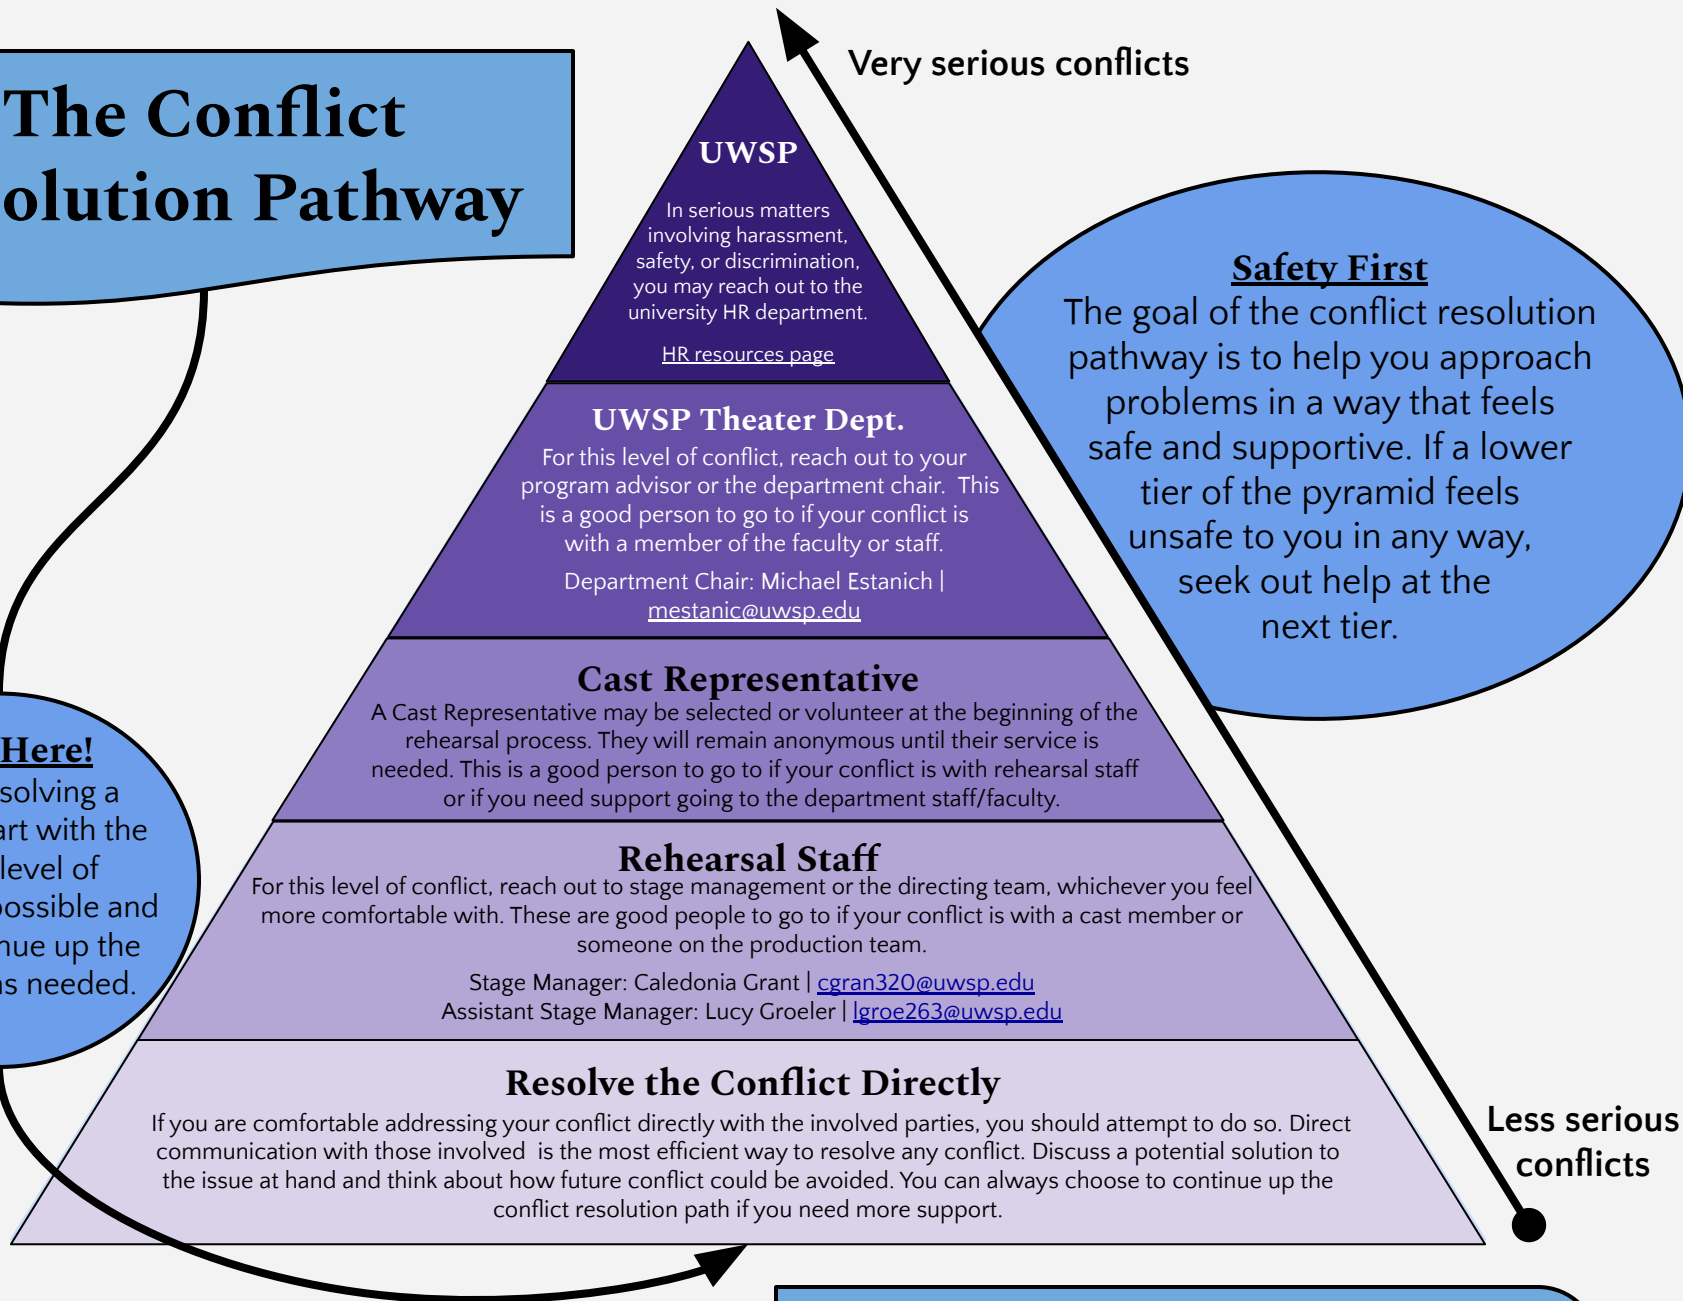 The Conflict
olution Pathway
Very serious conflicts
UWSP
In serious matters
involving harassment,
safety, or discrimination,
you may reach out to the
university HR department.
HR resources page
Safety First
The goal of the conflict resolution
pathway is to help you approach
problems in a way that feels
safe and supportive. If a lower
tier of the pyramid feels
unsafe to you in any way,
seek out help at the
next tier.
UWSP Theater Dept.
For this level of conflict, reach out to your
program advisor or the department chair. This
is a good person to go to if your conflict is
with a member of the faculty or staff.
Department Chair: Michael Estanich |
mestanic@uwsp.edu
Cast Representative
A Cast Representative may be selected or volunteer at the beginning of the
rehearsal process. They will remain anonymous until their service is
needed. This is a good person to go to if your conflict is with rehearsal staff
or if you need support going to the department staff/faculty.
Here!
solving a
art with the
level of
possible and
nue up the
as needed.
Rehearsal Staff
For this level of conflict, reach out to stage management or the directing team, whichever you feel
more comfortable with. These are good people to go to if your conflict is with a cast member or
someone on the production team.
Stage Manager: Caledonia Grant | cgran320@uwsp.edu
Assistant Stage Manager: Lucy Groeler | lgroe263@uwsp.edu
Resolve the Conflict Directly
If you are comfortable addressing your conflict directly with the involved parties, you should attempt to do so. Direct
communication with those involved is the most efficient way to resolve any conflict. Discuss a potential solution to
the issue at hand and think about how future conflict could be avoided. You can always choose to continue up the
conflict resolution path if you need more support.
Less serious
conflicts